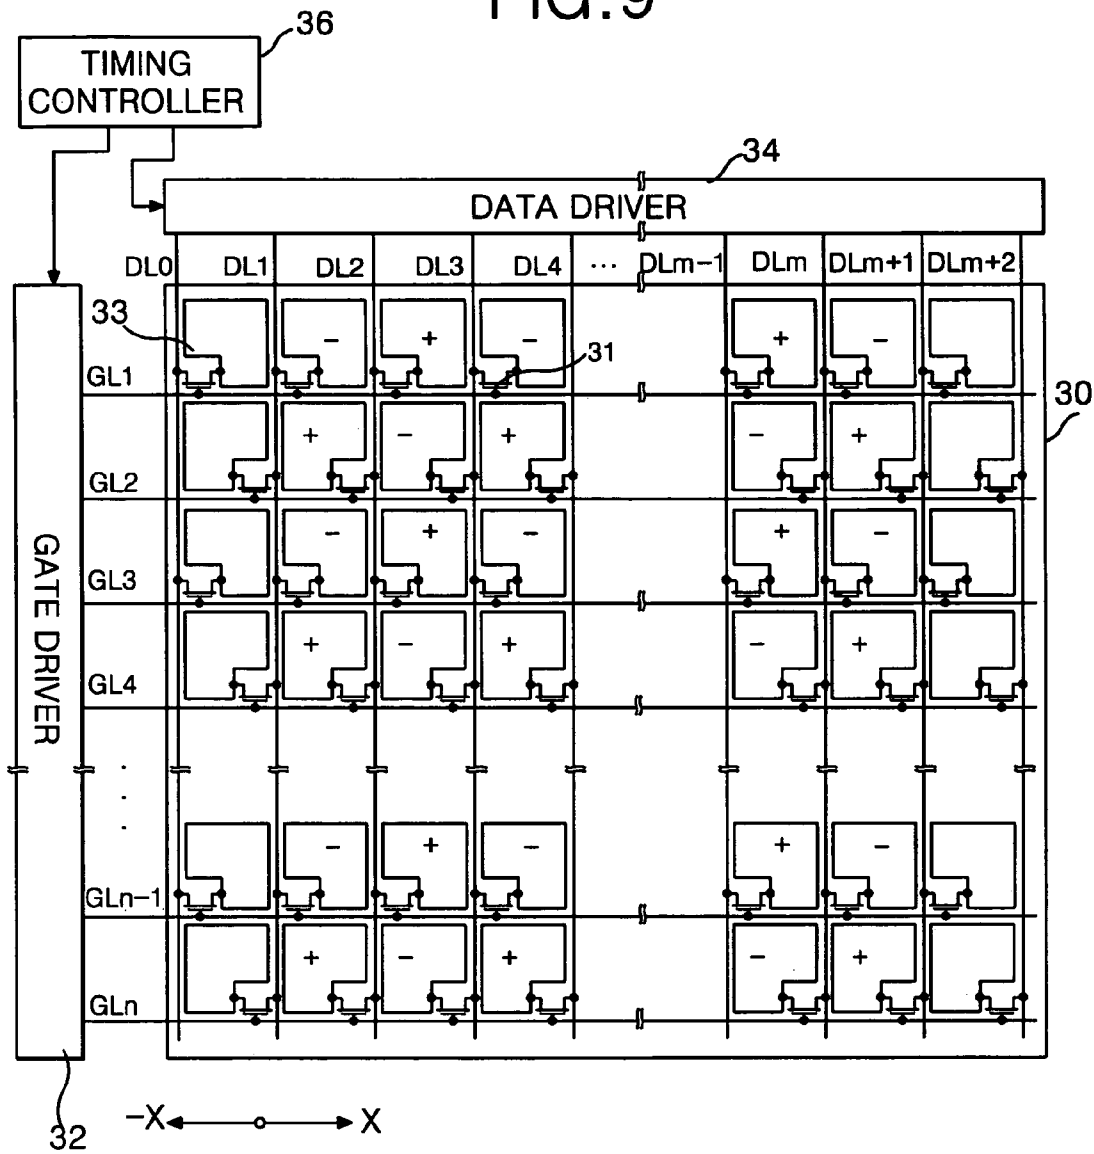 FIG.9
36
TIMING
CONTROLLER
34
DATA DRIVER
DL0 DL1 DL2 DL3 DL4 ... DLm-1 DLm DLm+1 DLm+2
33
- + - + -
31
GL1
30
+ - + - +
GL2
GATE DRIVER
- + - + -
GL3
+ - + - +
GL4
- + - + -
GLn-1
+ - + - +
GLn
32
-X X